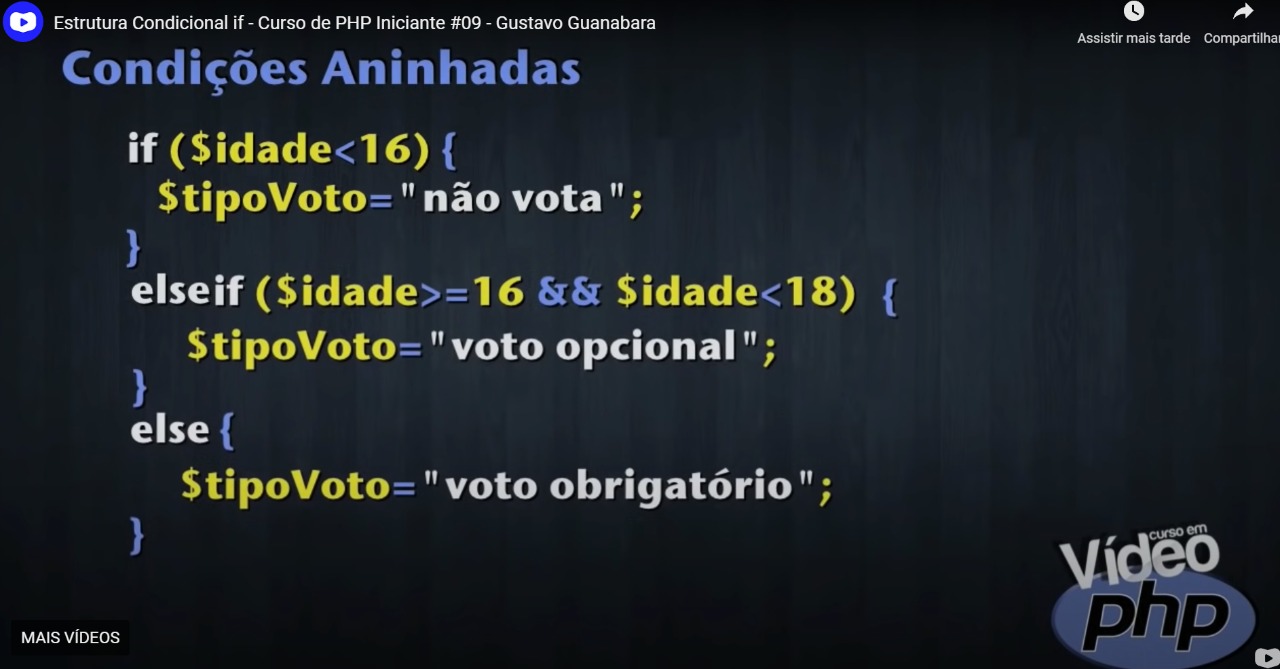 Estrutura Condicional if - Curso de PHP Iniciante #09 - Gustavo Guanabara
Assistir mais tarde
Compartilhar
Condições Aninhadas
if ($idade<16) {
$tipoVoto="não vota";
}
elseif ($idade>=16 && $idade<18) {
$tipoVoto="voto opcional";
}
else {
$tipoVoto="voto obrigatório";
}
curso em
Vídeo
php
MAIS VÍDEOS